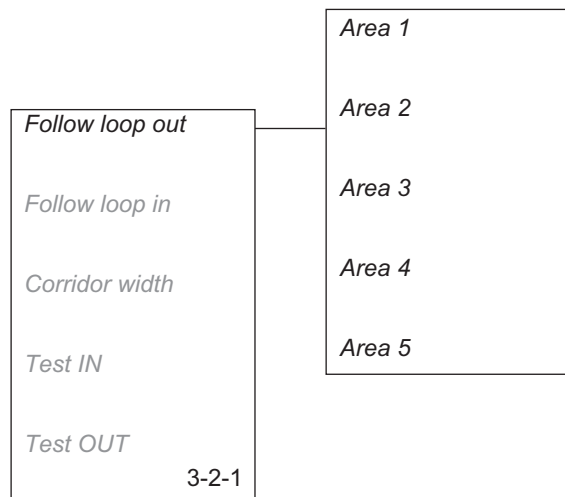 Follow loop out
Follow loop in
Corridor width
Test IN
Test OUT
3-2-1
Area 1
Area 2
Area 3
Area 4
Area 5